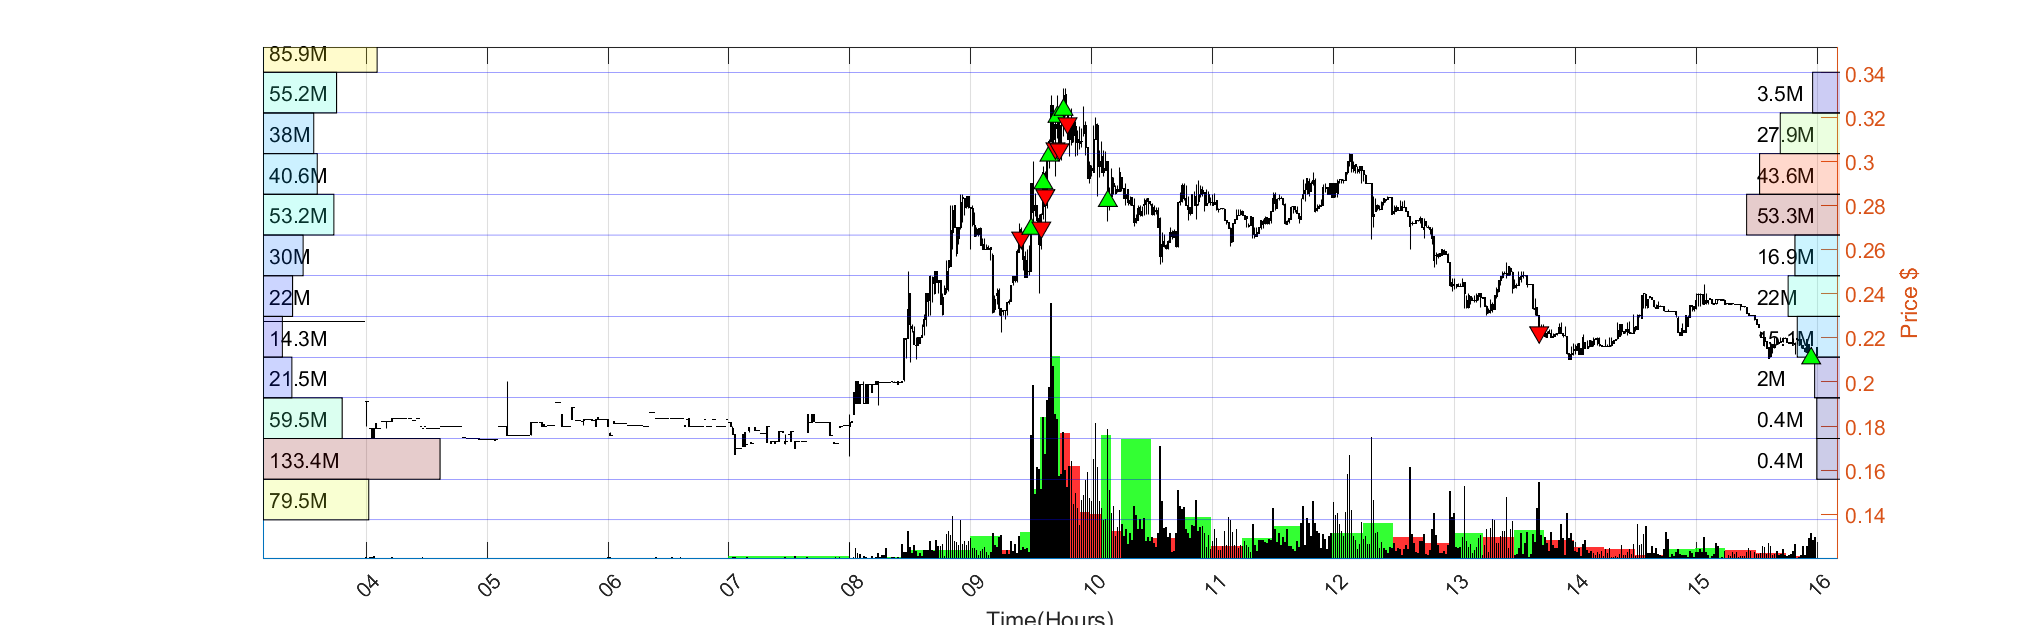 85.9M
55.2M
38M
40.6M
53.2M
30M
22M
14.3M
21.5M
59.5M
133.4M
79.5M
3.5M
27.9M
43.6M
53.3M
16.9M
22M
15.1M
2M
0.4M
0.4M
0.34
0.32
0.3
0.28
0.26
0.24
0.22
0.2
0.18
0.16
0.14
Price $
04 05 06 07 08 09 10 11 12 13 14 15 16
Time(Hours)